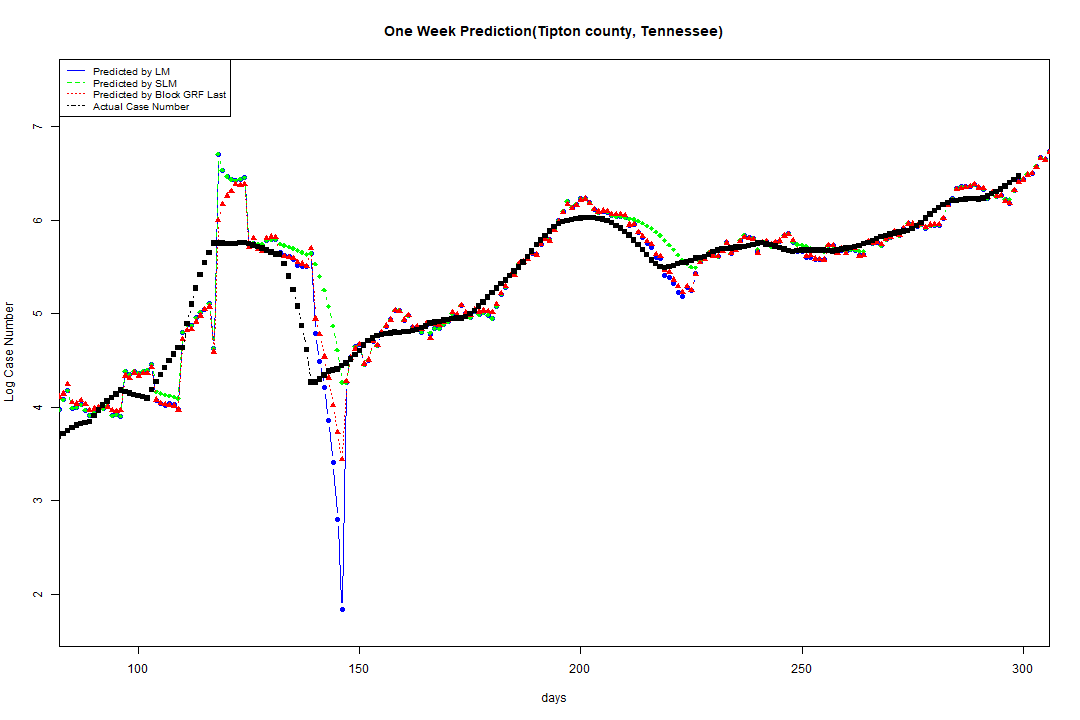 One Week Prediction(Tipton county, Tennessee)
Predicted by LM
Predicted by SLM
Predicted by Block GRF Last
Actual Case Number
7
6
5
4
3
2
Log Case Number
100 150 200 250 300
days